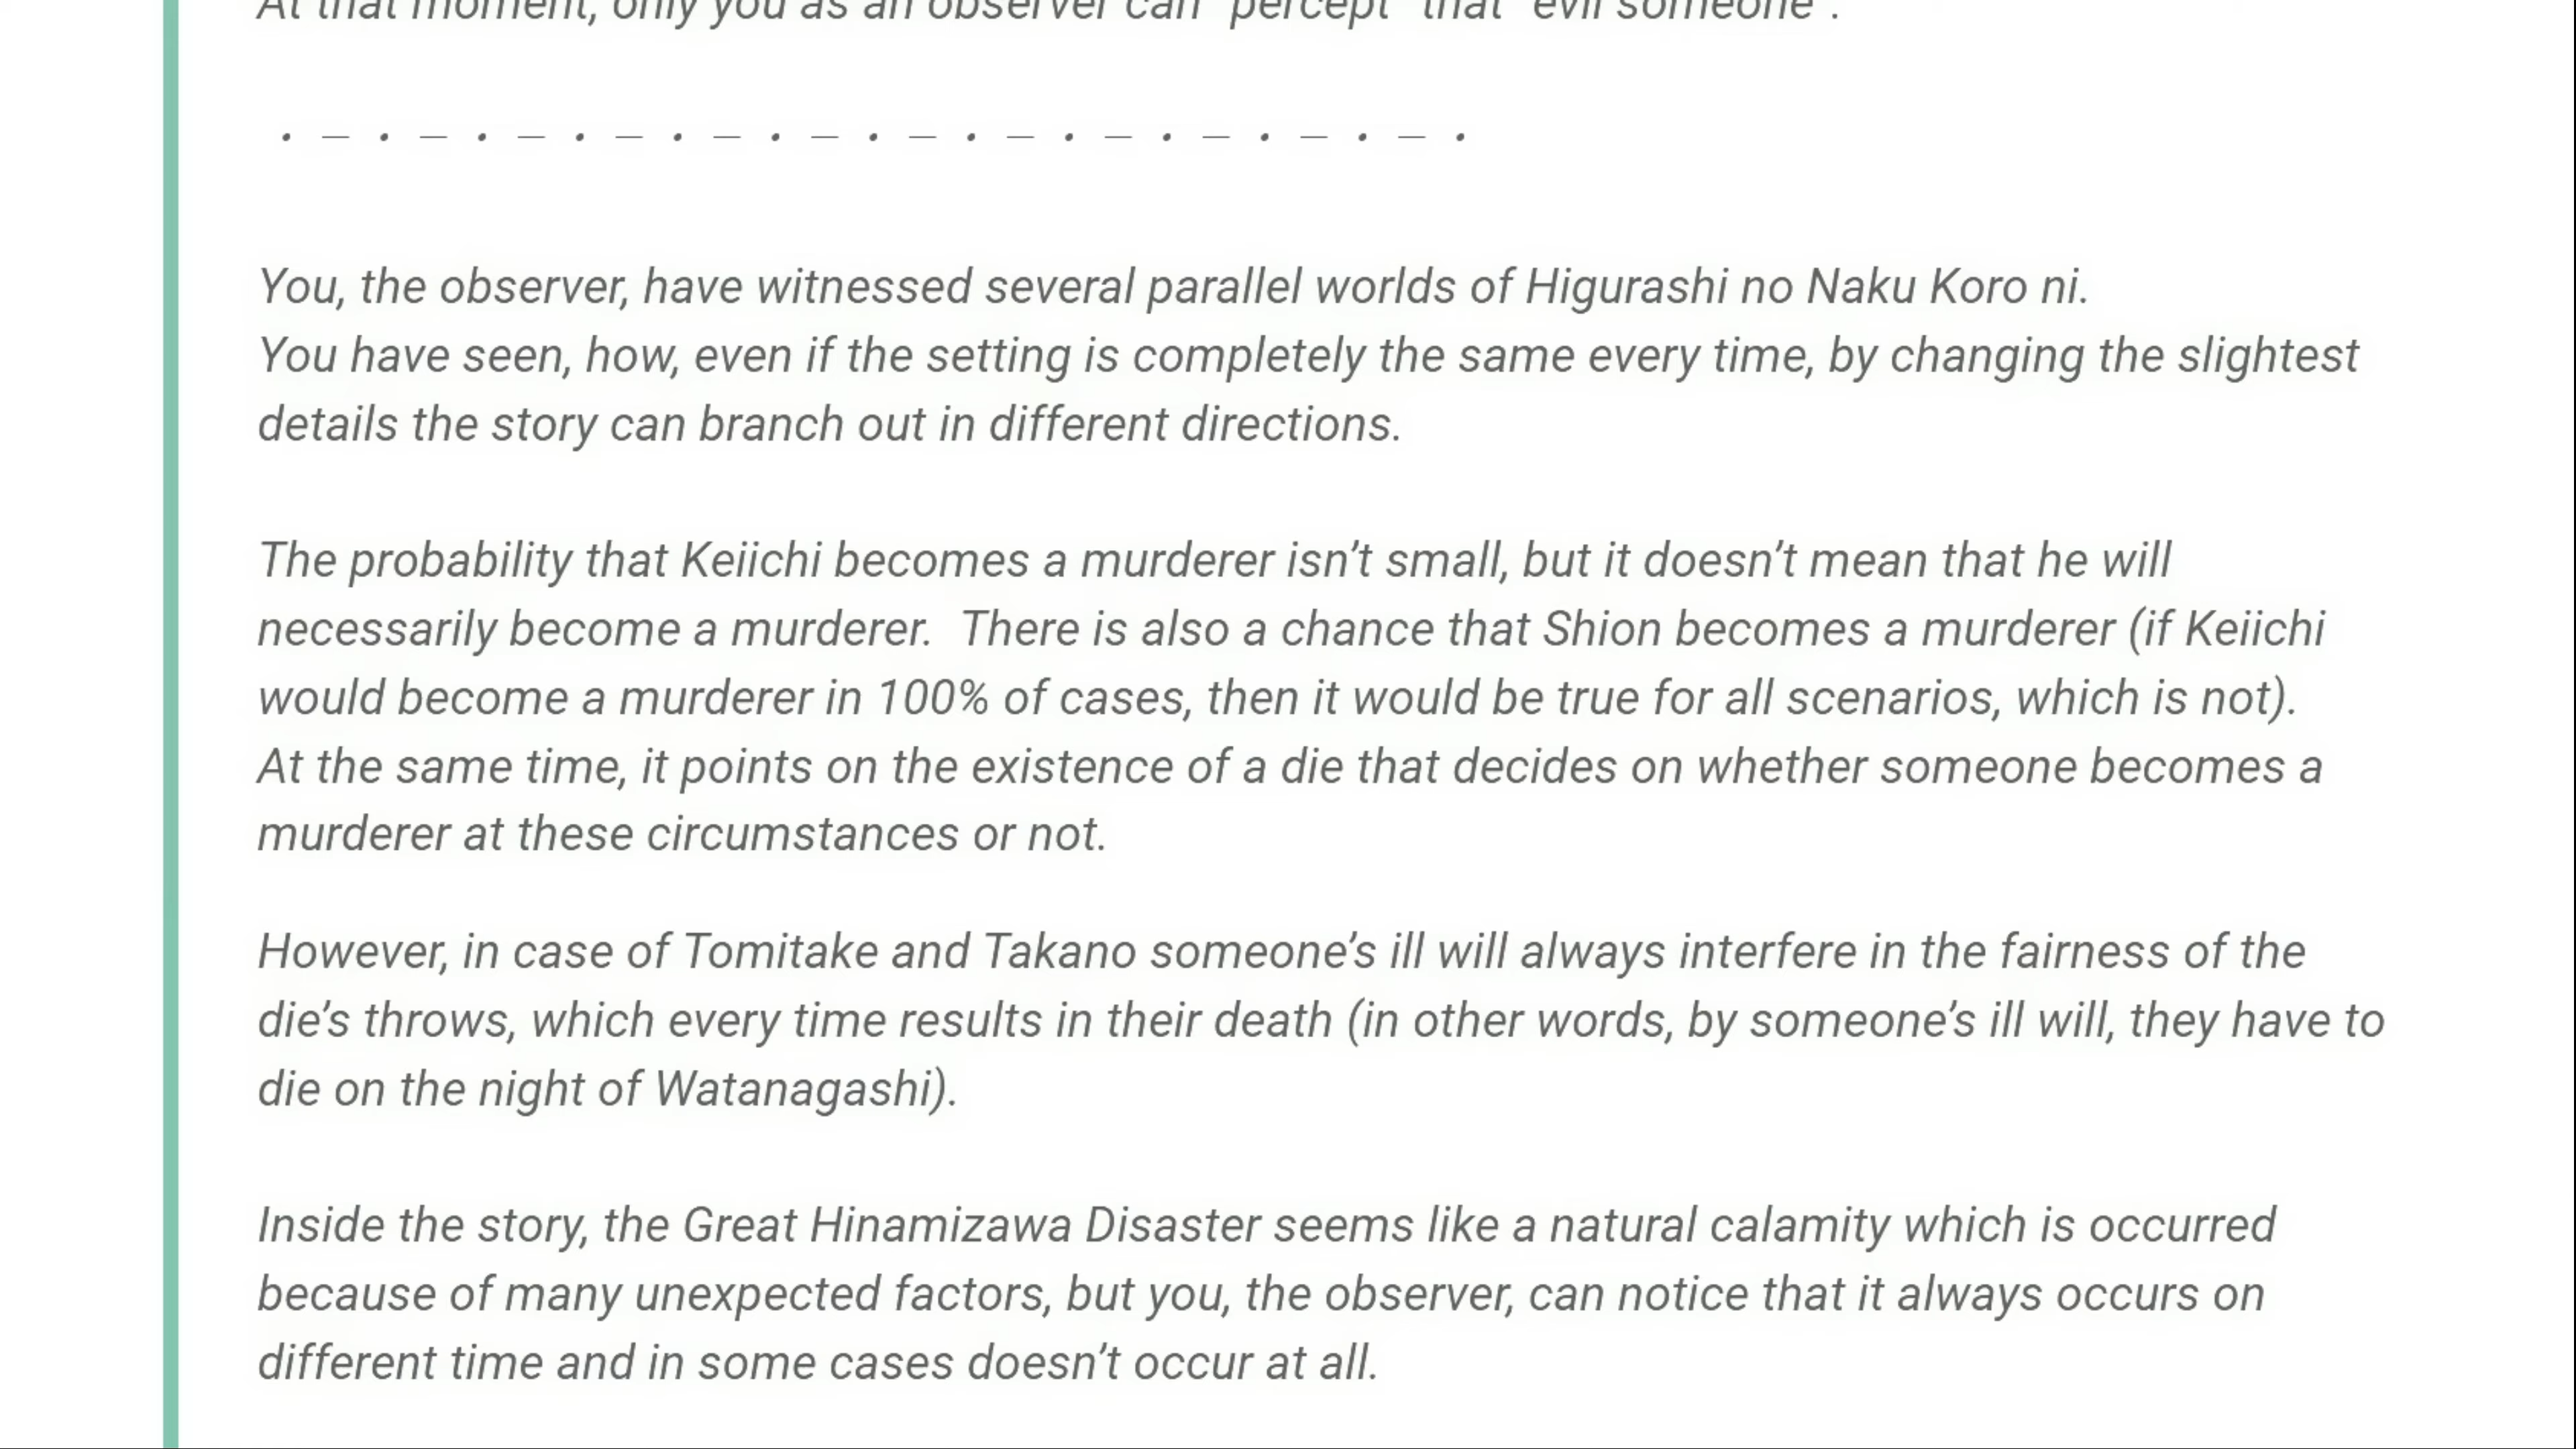 At that moment, only you as an observer can "percept" that "evil someone".
. – . – . – . – . – . – . – . – . – . – . – . – .
You, the observer, have witnessed several parallel worlds of Higurashi no Naku Koro ni.
You have seen, how, even if the setting is completely the same every time, by changing the slightest
details the story can branch out in different directions.
The probability that Keiichi becomes a murderer isn’t small, but it doesn’t mean that he will
necessarily become a murderer.  There is also a chance that Shion becomes a murderer (if Keiichi
would become a murderer in 100% of cases, then it would be true for all scenarios, which is not).
At the same time, it points on the existence of a die that decides on whether someone becomes a
murderer at these circumstances or not.
However, in case of Tomitake and Takano someone’s ill will always interfere in the fairness of the
die’s throws, which every time results in their death (in other words, by someone’s ill will, they have to
die on the night of Watanagashi).
Inside the story, the Great Hinamizawa Disaster seems like a natural calamity which is occurred
because of many unexpected factors, but you, the observer, can notice that it always occurs on
different time and in some cases doesn’t occur at all.